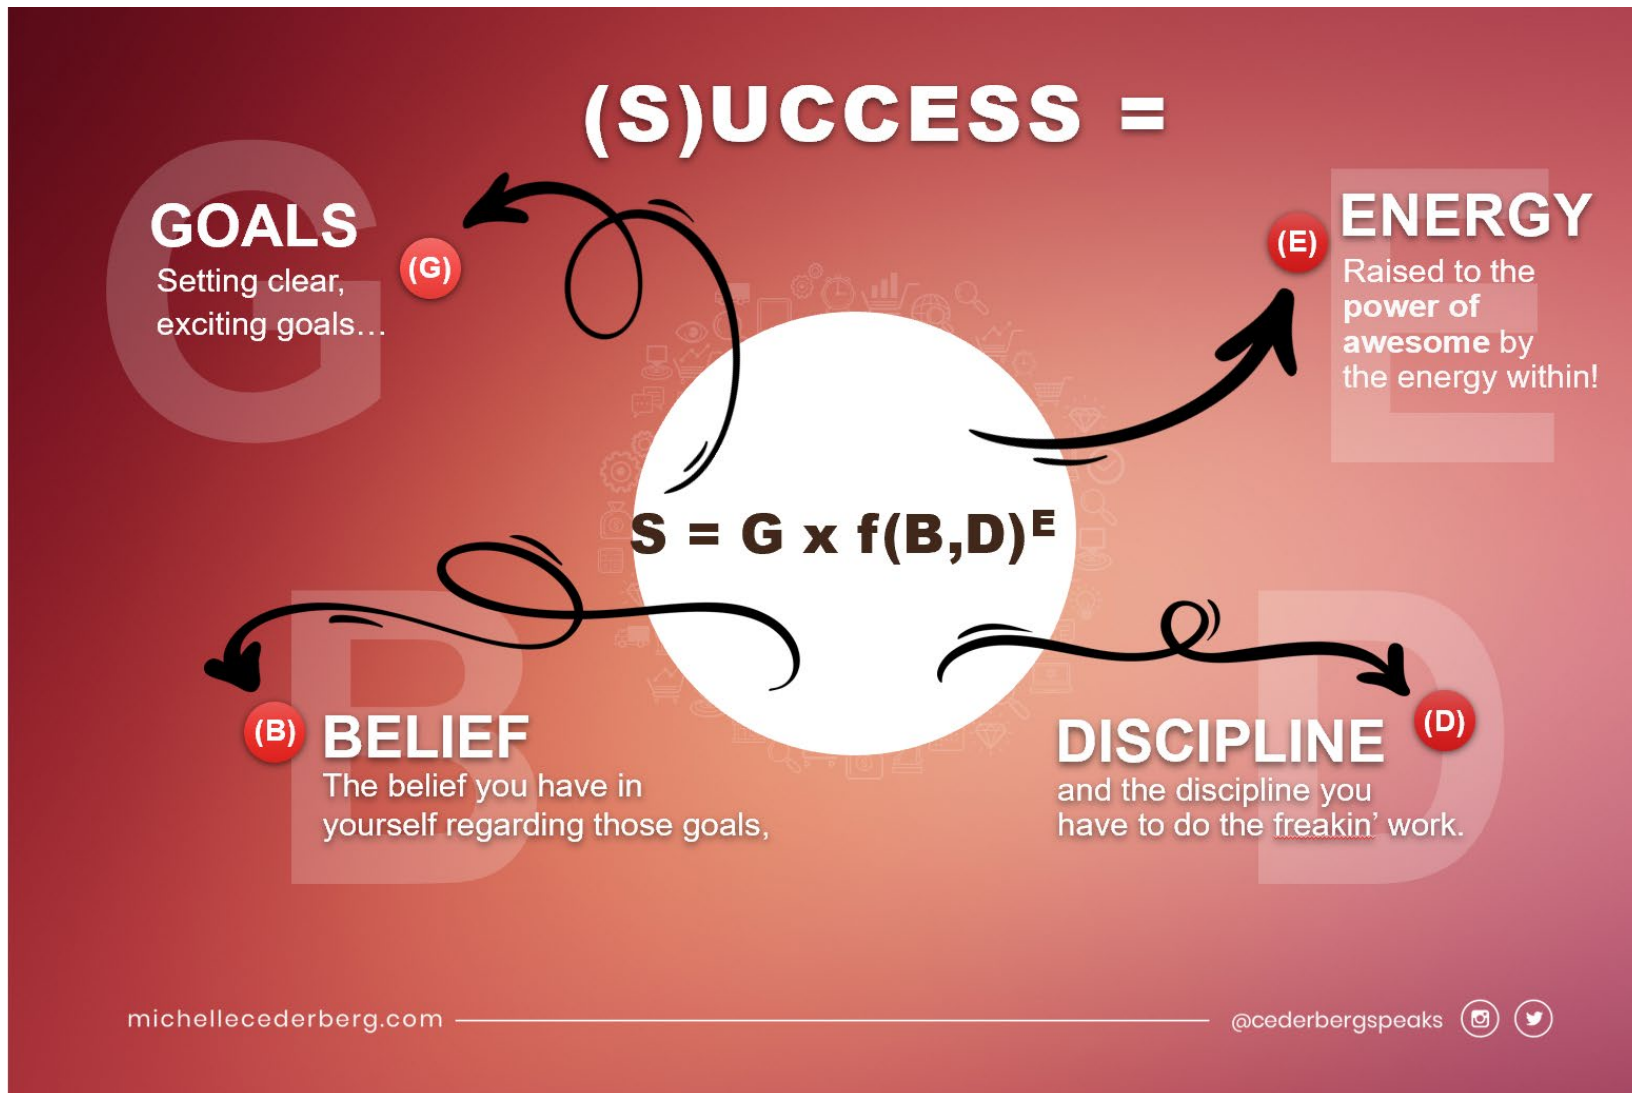 (S)UCCESS =
GOALS
(G)
Setting clear,
exciting goals...
(E)
ENERGY
Raised to the
power of
awesome by
the energy within!
S = G x f(B,D)ᴱ
(B)
BELIEF
The belief you have in
yourself regarding those goals,
DISCIPLINE
(D)
and the discipline you
have to do the freakin’ work.
michellecederberg.com
@cederbergspeaks
G
E
B
D